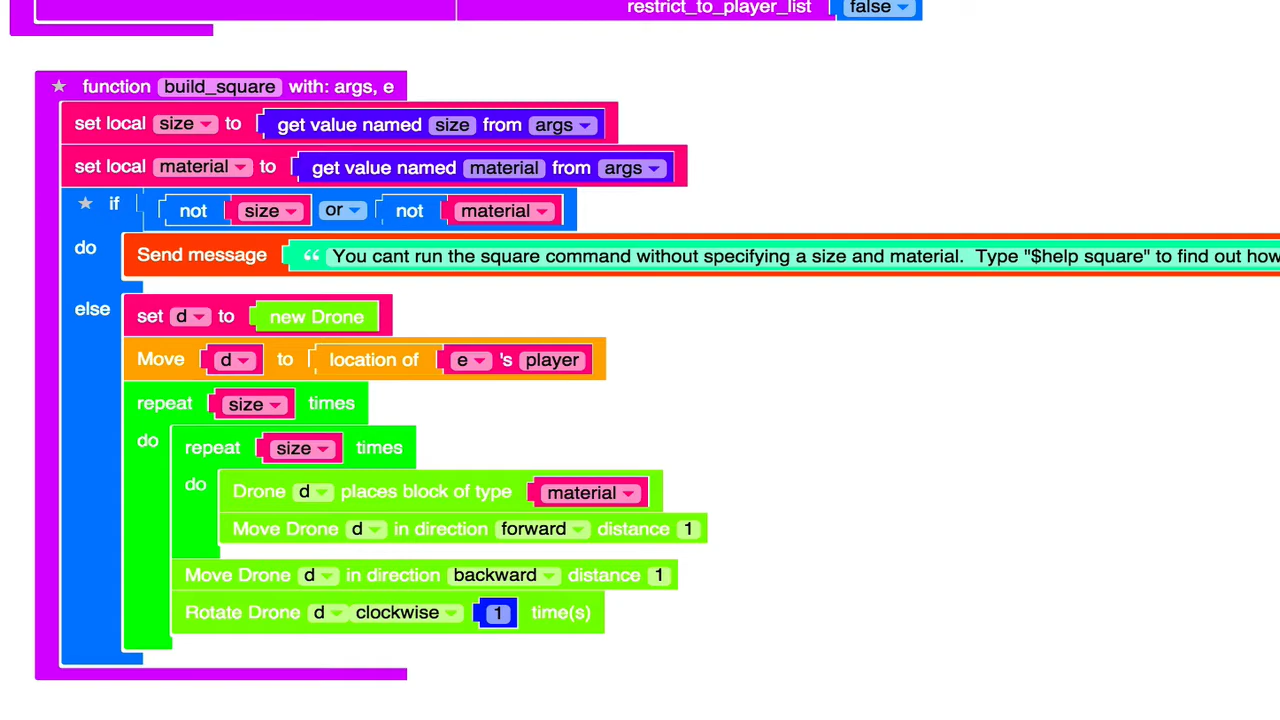 restrict_to_player_list false
function build_square with: args, e
set local size to get value named size from args
set local material to get value named material from args
if not size or not material
do Send message “ You cant run the square command without specifying a size and material. Type "$help square" to find out how
else set d to new Drone
Move d to location of e 's player
repeat size times
do repeat size times
do Drone d places block of type material
Move Drone d in direction forward distance 1
Move Drone d in direction backward distance 1
Rotate Drone d clockwise 1 time(s)